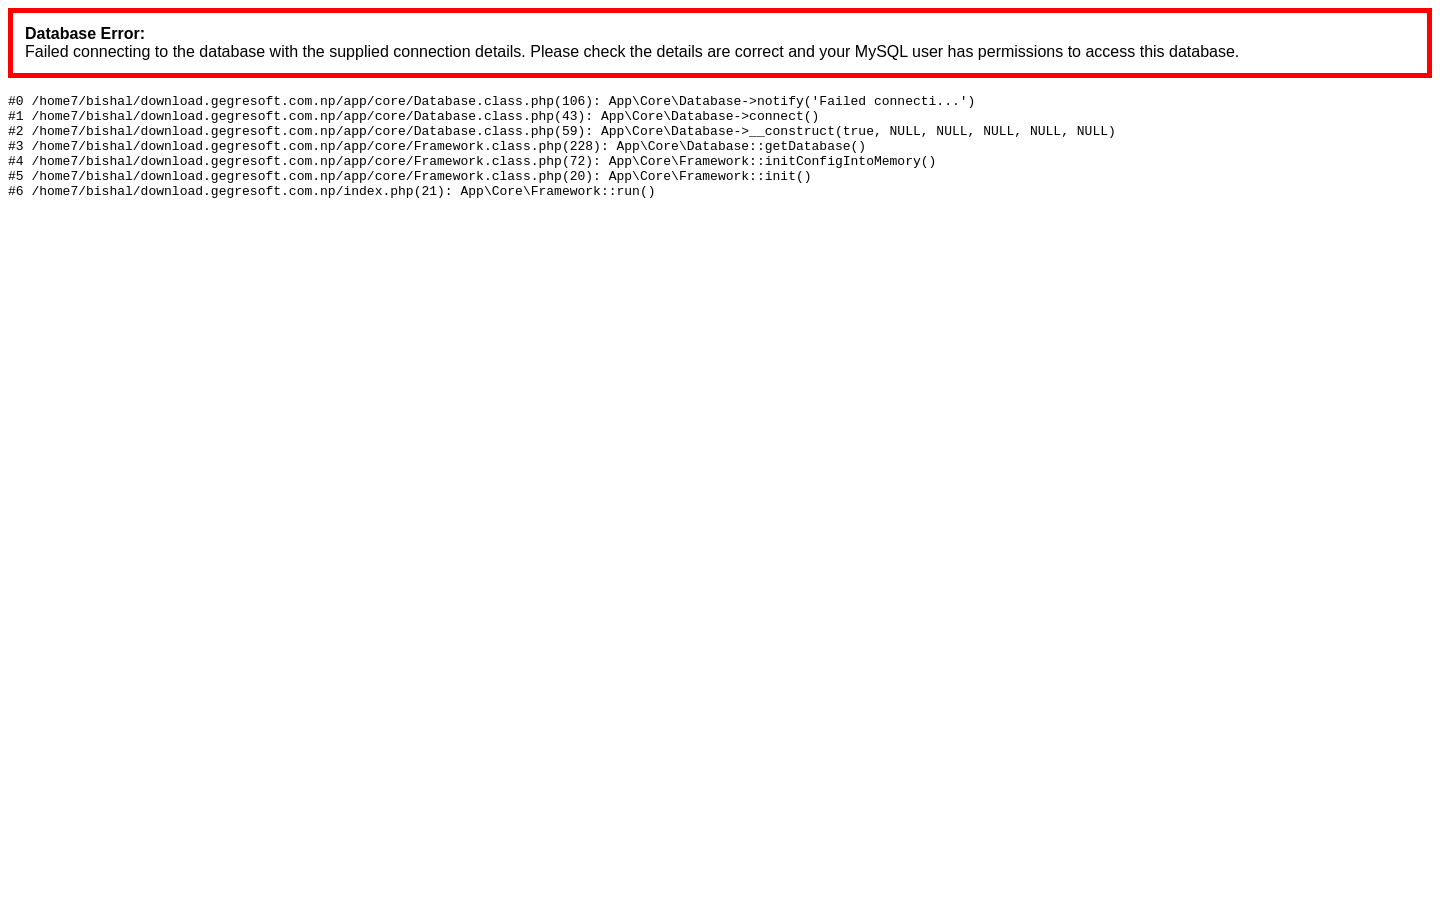 Database Error:
Failed connecting to the database with the supplied connection details. Please check the details are correct and your MySQL user has permissions to access this database.
#0 /home7/bishal/download.gegresoft.com.np/app/core/Database.class.php(106): App\Core\Database->notify('Failed connecti...')
#1 /home7/bishal/download.gegresoft.com.np/app/core/Database.class.php(43): App\Core\Database->connect()
#2 /home7/bishal/download.gegresoft.com.np/app/core/Database.class.php(59): App\Core\Database->__construct(true, NULL, NULL, NULL, NULL, NULL)
#3 /home7/bishal/download.gegresoft.com.np/app/core/Framework.class.php(228): App\Core\Database::getDatabase()
#4 /home7/bishal/download.gegresoft.com.np/app/core/Framework.class.php(72): App\Core\Framework::initConfigIntoMemory()
#5 /home7/bishal/download.gegresoft.com.np/app/core/Framework.class.php(20): App\Core\Framework::init()
#6 /home7/bishal/download.gegresoft.com.np/index.php(21): App\Core\Framework::run()